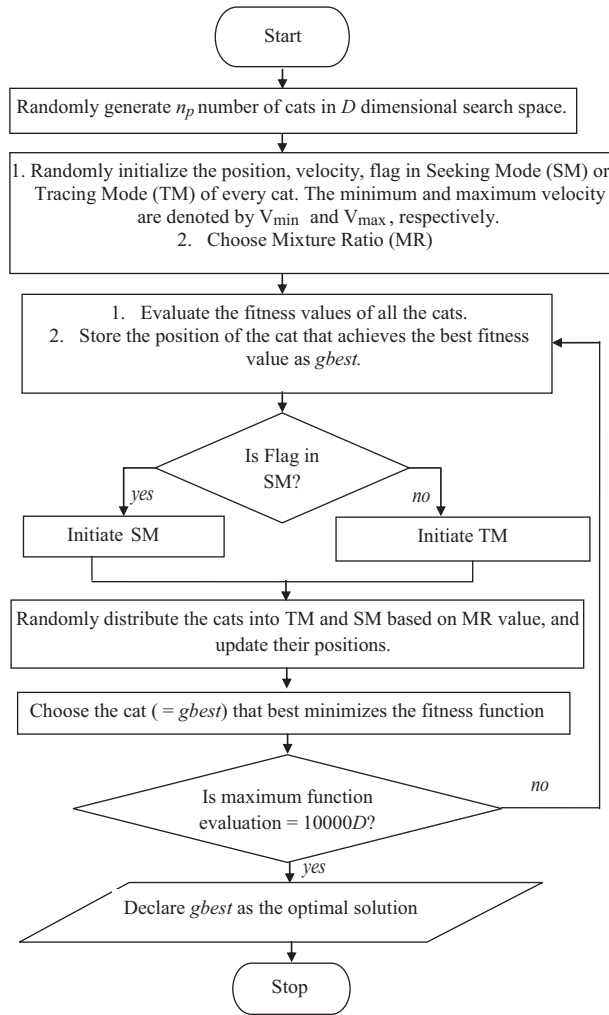 Start
Randomly generate np number of cats in D dimensional search space.
1. Randomly initialize the position, velocity, flag in Seeking Mode (SM) or
Tracing Mode (TM) of every cat. The minimum and maximum velocity
are denoted by Vmin and Vmax, respectively.
2. Choose Mixture Ratio (MR)
1. Evaluate the fitness values of all the cats.
2. Store the position of the cat that achieves the best fitness
value as gbest.
Is Flag in
SM?
yes
no
Initiate SM
Initiate TM
Randomly distribute the cats into TM and SM based on MR value, and
update their positions.
Choose the cat ( = gbest) that best minimizes the fitness function
no
Is maximum function
evaluation = 10000D?
yes
Declare gbest as the optimal solution
Stop